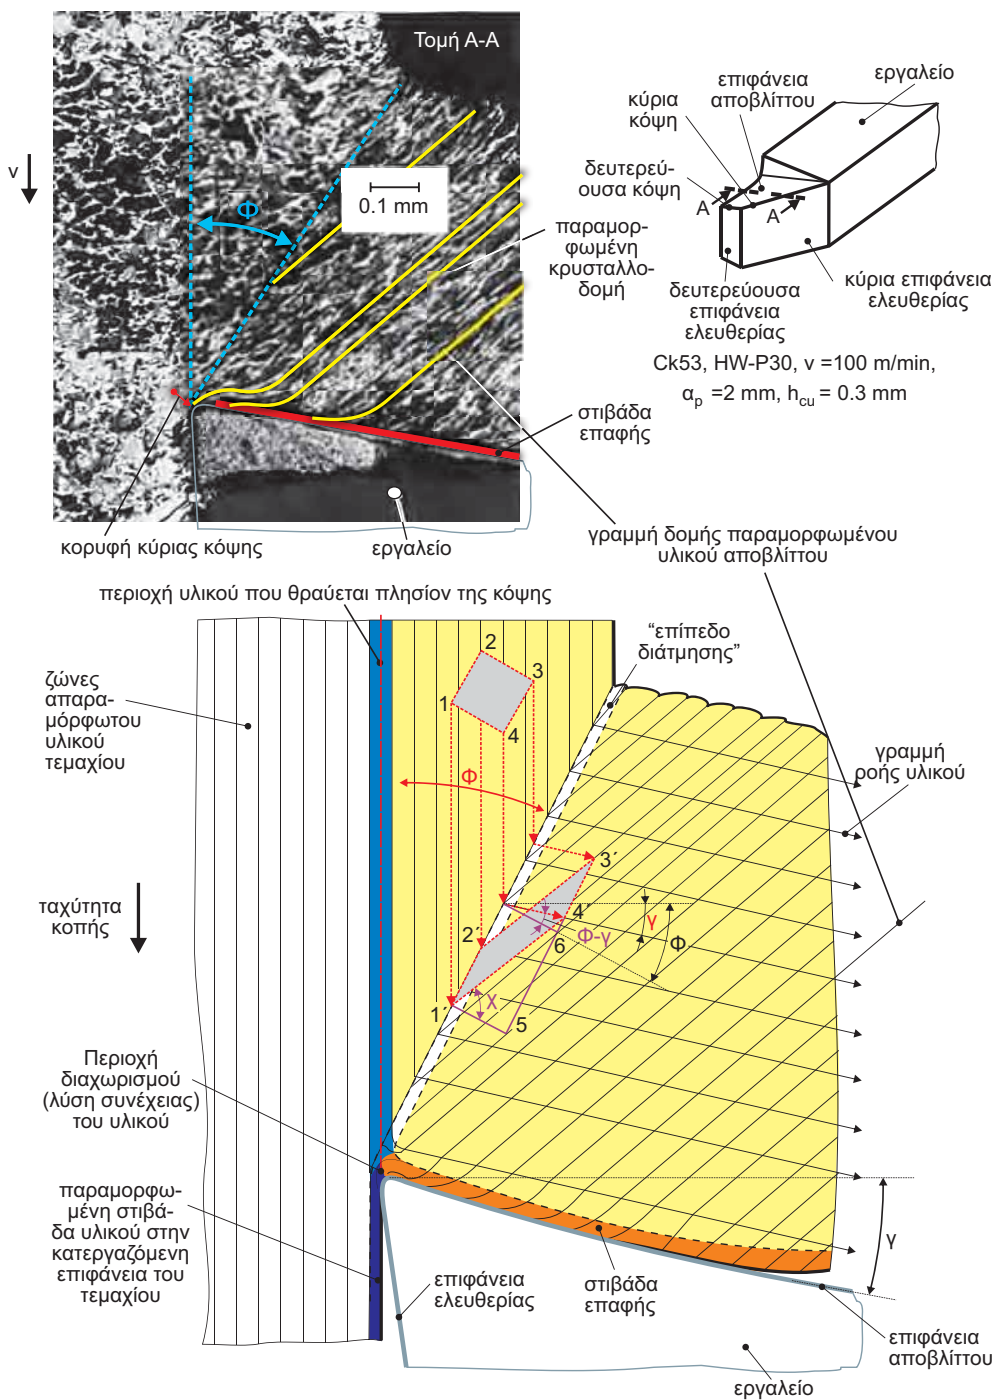 Τομή Α-Α
v
Φ
0.1 mm
εργαλείο
επιφάνεια
αποβλίττου
κύρια
κόψη
δευτερεύ-
ουσα κόψη
A
A
παραμορ-
φωμένη
κρυσταλλο-
δομή
δευτερεύουσα
επιφάνεια
ελευθερίας
κύρια επιφάνεια
ελευθερίας
Ck53, HW-P30, v =100 m/min,
αp =2 mm, hcu = 0.3 mm
στιβάδα
επαφής
κορυφή κύριας κόψης
εργαλείο
γραμμή δομής παραμορφωμένου
υλικού αποβλίττου
περιοχή υλικού που θραύεται πλησίον της κόψης
“επίπεδο
διάτμησης”
ζώνες
απαρα-
μόρφωτου
υλικού
τεμαχίου
2
3
1
4
Φ
γραμμή
ροής υλικού
3´
4´
γ
Φ
Φ-γ
6
2´
χ
1´
5
ταχύτητα
κοπής
Περιοχή
διαχωρισμού
(λύση συνέχειας)
του υλικού
παραμορφω-
μένη στιβά-
δα υλικού στην
κατεργαζόμενη
επιφάνεια του
τεμαχίου
γ
επιφάνεια
ελευθερίας
στιβάδα
επαφής
επιφάνεια
αποβλίττου
εργαλείο